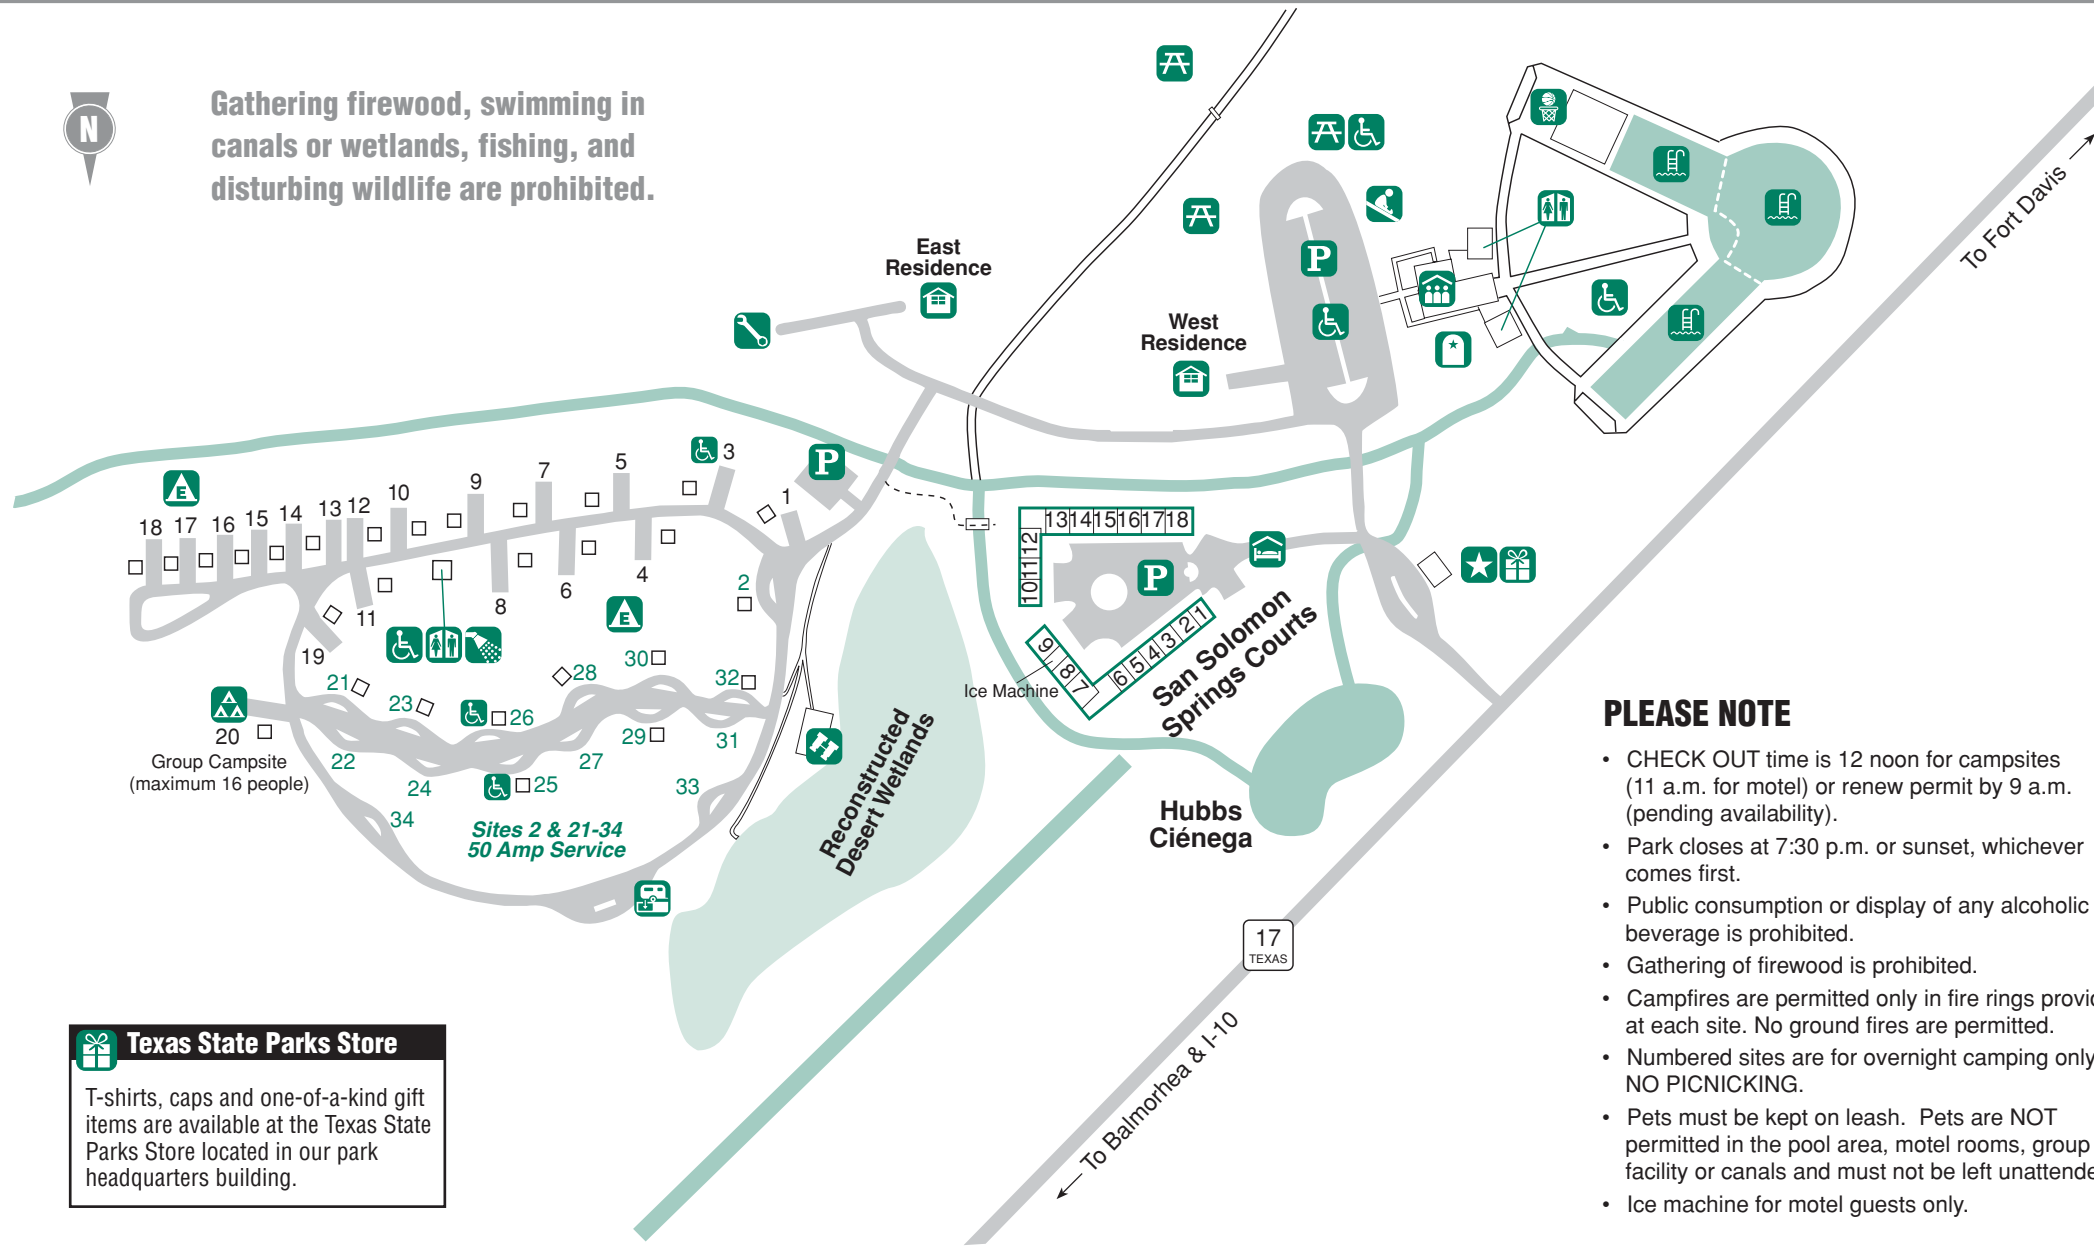 N
Gathering firewood, swimming in
canals or wetlands, fishing, and
disturbing wildlife are prohibited.
East
Residence
West
Residence
P
P
P
To Fort Davis
3
5
7
9
10
1
18
17
16
15
14
13
12
E
11
8
6
4
2
E
19
21
23
26
28
30
32
20
Group Campsite
(maximum 16 people)
22
24
25
27
29
31
33
34
Sites 2 & 21-34
50 Amp Service
13 14 15 16 17 18
12
11
10
9
8
7
6
5
4
3
2
1
Ice Machine
San Solomon
Springs Courts
Reconstructed
Desert Wetlands
Hubbs
Ciénega
17
TEXAS
To Balmorhea & I-10
Texas State Parks Store
T-shirts, caps and one-of-a-kind gift
items are available at the Texas State
Parks Store located in our park
headquarters building.
PLEASE NOTE
• CHECK OUT time is 12 noon for campsites
(11 a.m. for motel) or renew permit by 9 a.m.
(pending availability).
• Park closes at 7:30 p.m. or sunset, whichever
comes first.
• Public consumption or display of any alcoholic
beverage is prohibited.
• Gathering of firewood is prohibited.
• Campfires are permitted only in fire rings provi
at each site. No ground fires are permitted.
• Numbered sites are for overnight camping only
NO PICNICKING.
• Pets must be kept on leash. Pets are NOT
permitted in the pool area, motel rooms, group
facility or canals and must not be left unattende
• Ice machine for motel guests only.